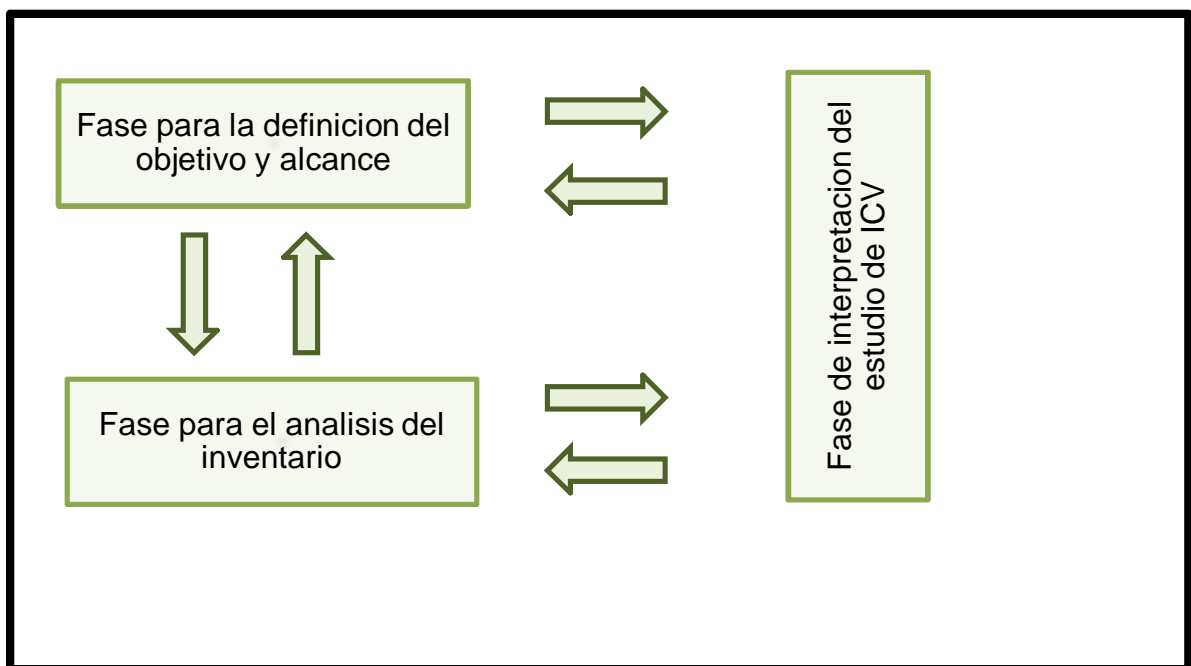 Fase para la definicion del
objetivo y alcance
Fase de interpretacion del
estudio de ICV
Fase para el analisis del
inventario